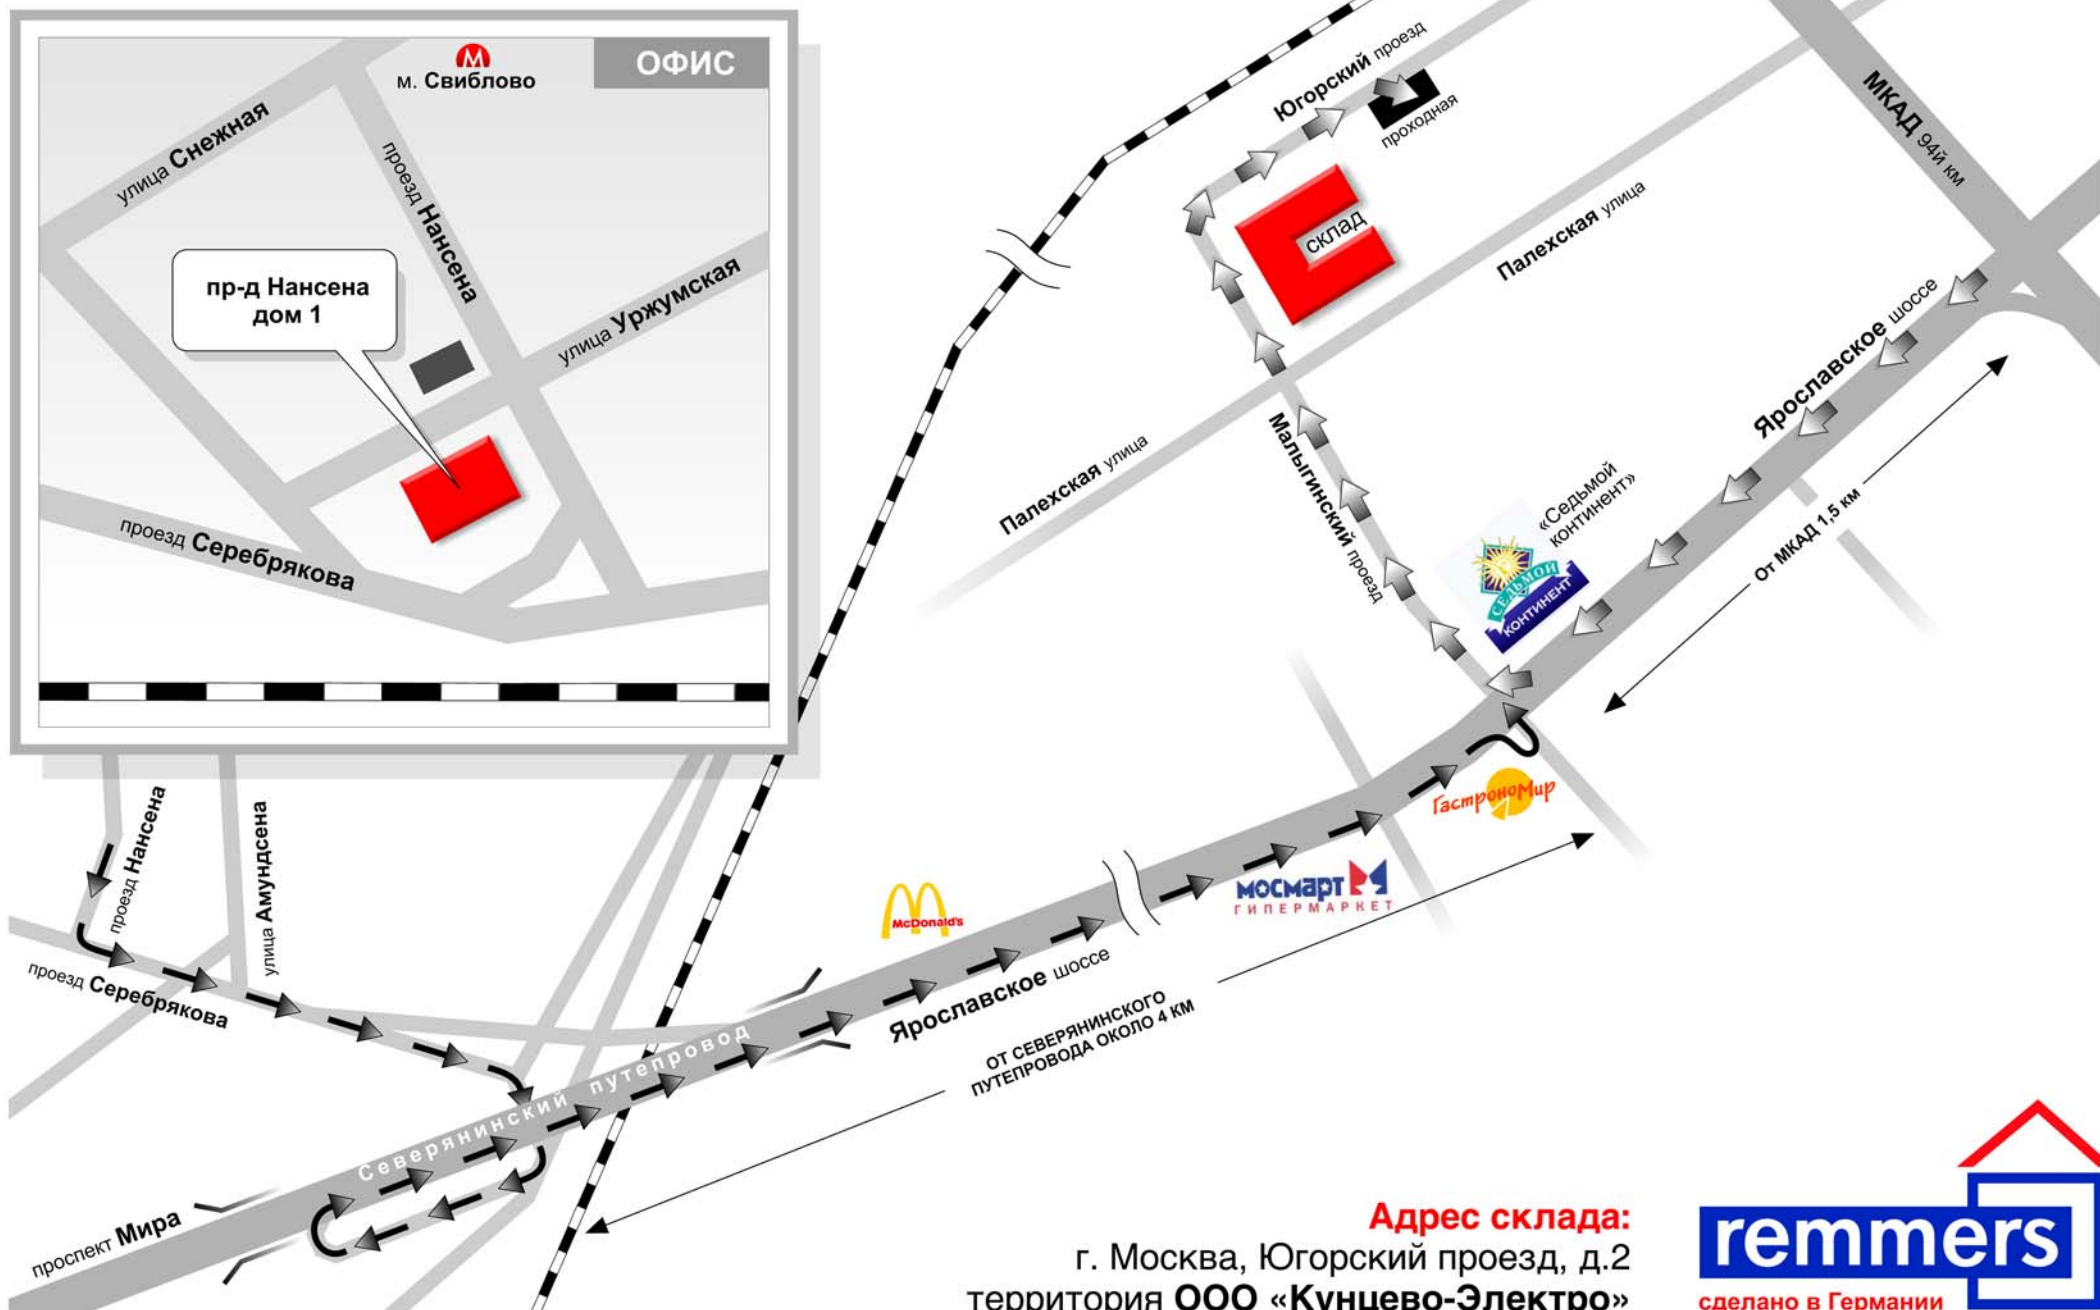 ОФИС
м. Свиблово
улица Снежная
проезд Нансена
пр-д Нансена
дом 1
улица Уржумская
проезд Серебрякова
Югорский проезд
проходная
МКАД 94й км
склад
Палехская улица
Ярославское шоссе
Палехская улица
Малыгинский проезд
«Седьмой
континент»
СЕДЬМОЙ
КОНТИНЕНТ
От МКАД 1,5 км
ГастрономМир
мосмарт
ГИПЕРМАРКЕТ
McDonald's
проезд Нансена
улица Амундсена
проезд Серебрякова
Ярославское шоссе
ОТ СЕВЕРЯНИНСКОГО
ПУТЕПРОВОДА ОКОЛО 4 КМ
Северянинский путепровод
проспект Мира
Адрес склада:
г. Москва, Югорский проезд, д.2
территория ООО «Кунцево-Электро»
remmers
сделано в Германии